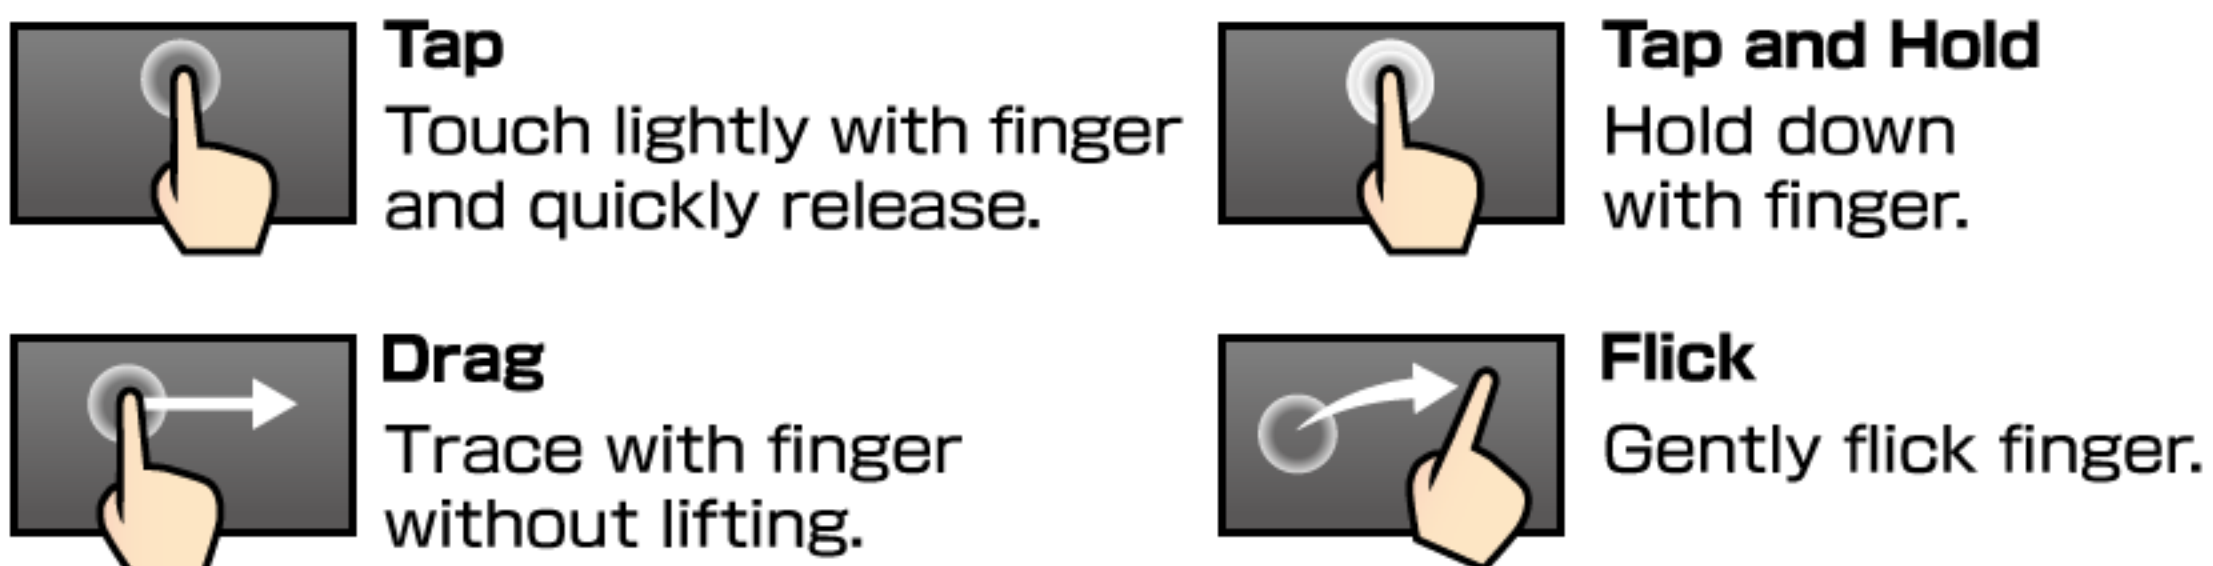 Tap
Touch lightly with finger
and quickly release.
Tap and Hold
Hold down
with finger.
Drag
Trace with finger
without lifting.
Flick
Gently flick finger.